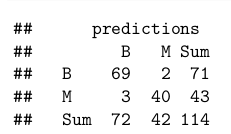 ## predictions
## B M Sum
## B 69 2 71
## M 3 40 43
## Sum 72 42 114